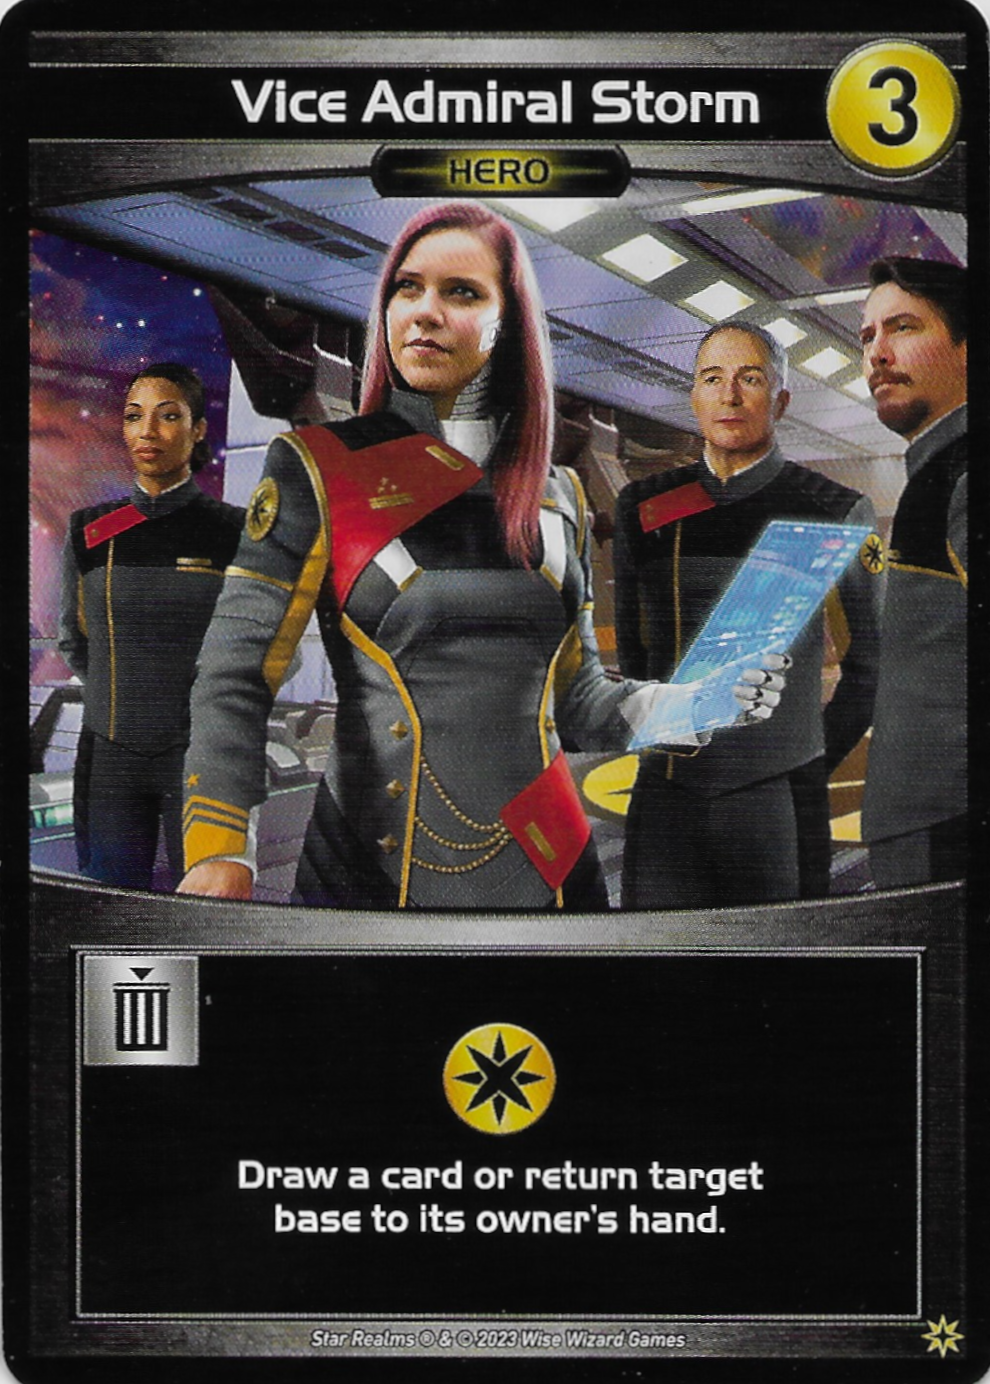 Vice Admiral Storm
3
HERO
Draw a card or return target
base to its owner's hand.
Star Realms ® & © 2023 Wise Wizard Games